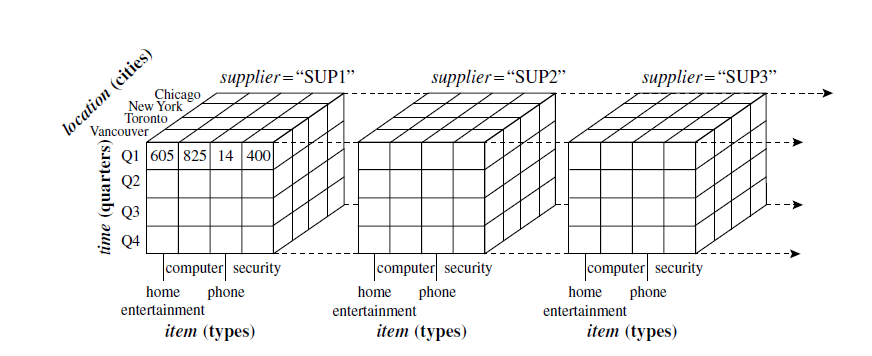 supplier=“SUP1” supplier=“SUP2” supplier=“SUP3”
location (cities)
Chicago
New York
Toronto
Vancouver
time (quarters)
Q1 605 825 14 400
Q2
Q3
Q4
computer security computer security computer security
home phone home phone home phone
entertainment entertainment entertainment
item (types) item (types) item (types)